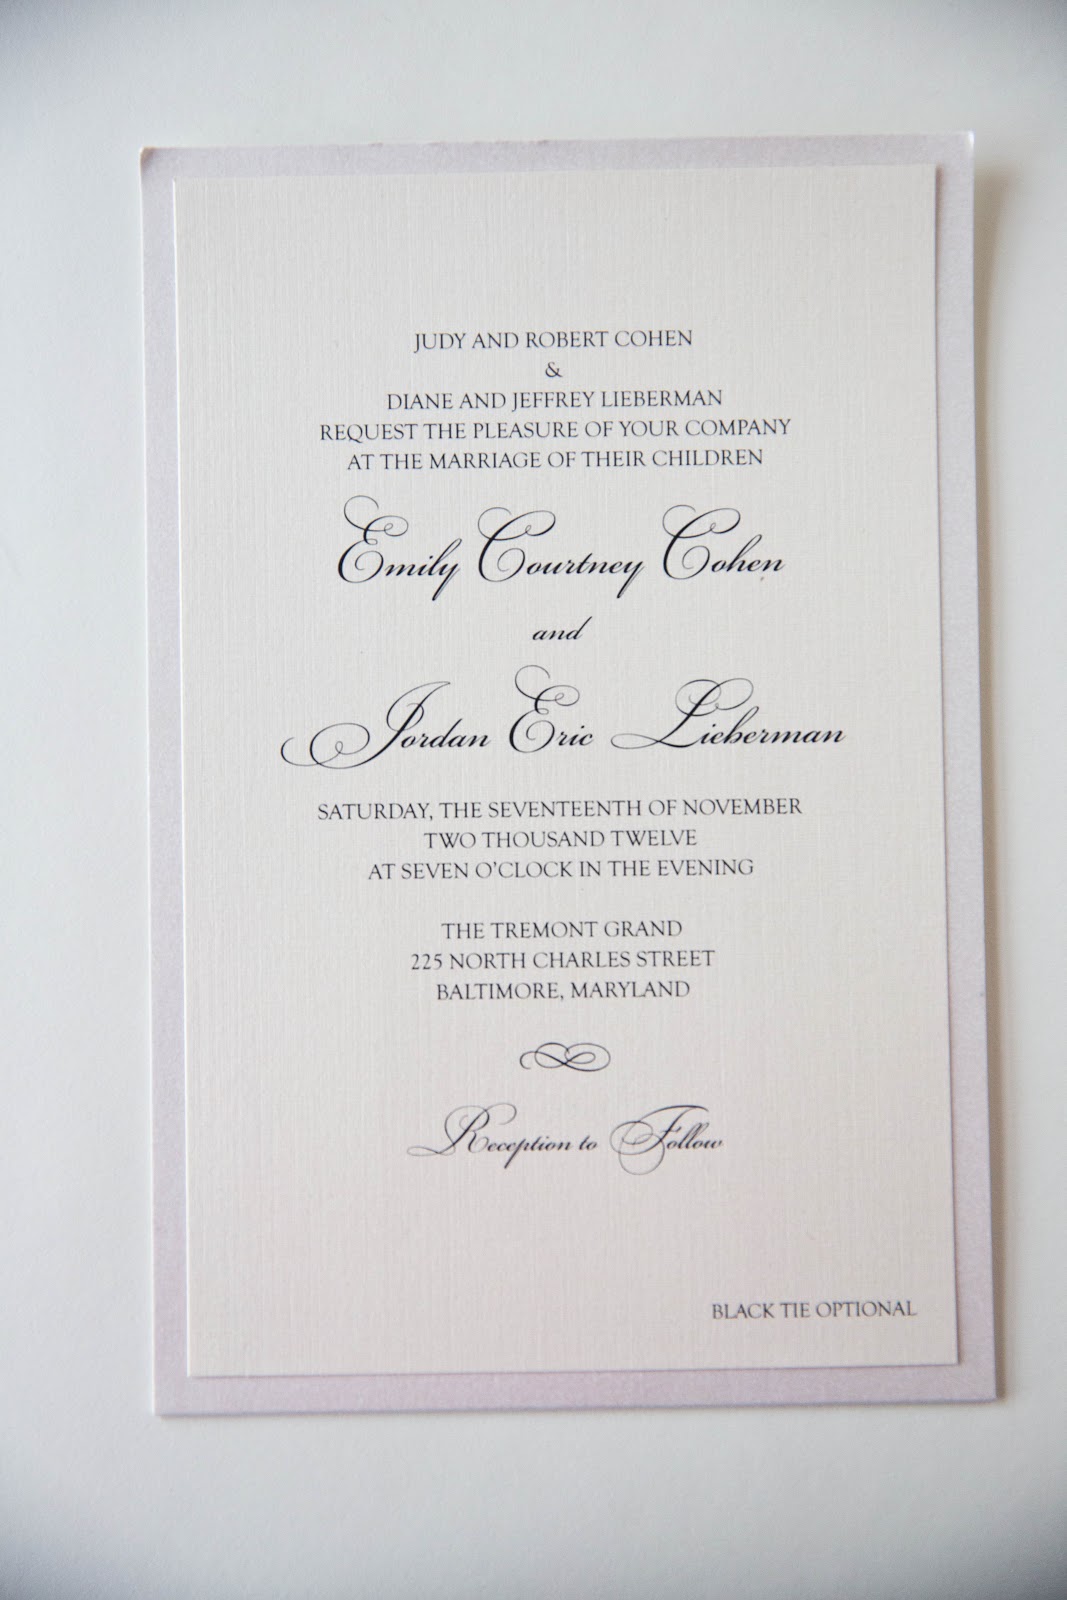 JUDY AND ROBERT COHEN
&
DIANE AND JEFFREY LIEBERMAN
REQUEST THE PLEASURE OF YOUR COMPANY
AT THE MARRIAGE OF THEIR CHILDREN
Emily Courtney Cohen
and
Jordan Eric Lieberman
SATURDAY, THE SEVENTEENTH OF NOVEMBER
TWO THOUSAND TWELVE
AT SEVEN O'CLOCK IN THE EVENING
THE TREMONT GRAND
225 NORTH CHARLES STREET
BALTIMORE, MARYLAND
Reception to Follow
BLACK TIE OPTIONAL